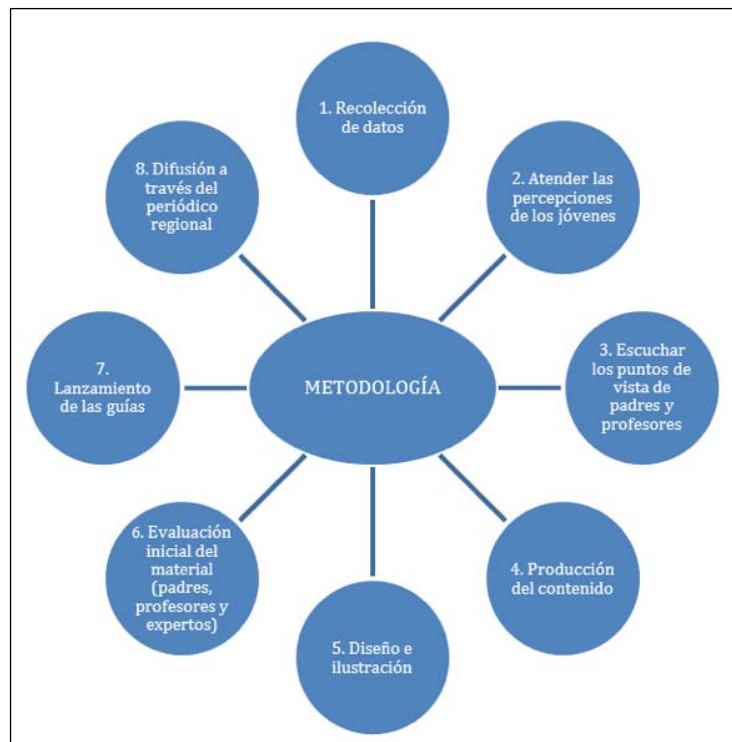 1. Recolección
de datos
2. Atender las
percepciones
de los jóvenes
3. Escuchar
los puntos de
vista de
padres y
profesores
4. Producción
del contenido
5. Diseño e
ilustración
6. Evaluación
inicial del
material
(padres,
profesores y
expertos)
7.
Lanzamiento
de las guías
8. Difusión a
través del
periódico
regional
METODOLOGÍA